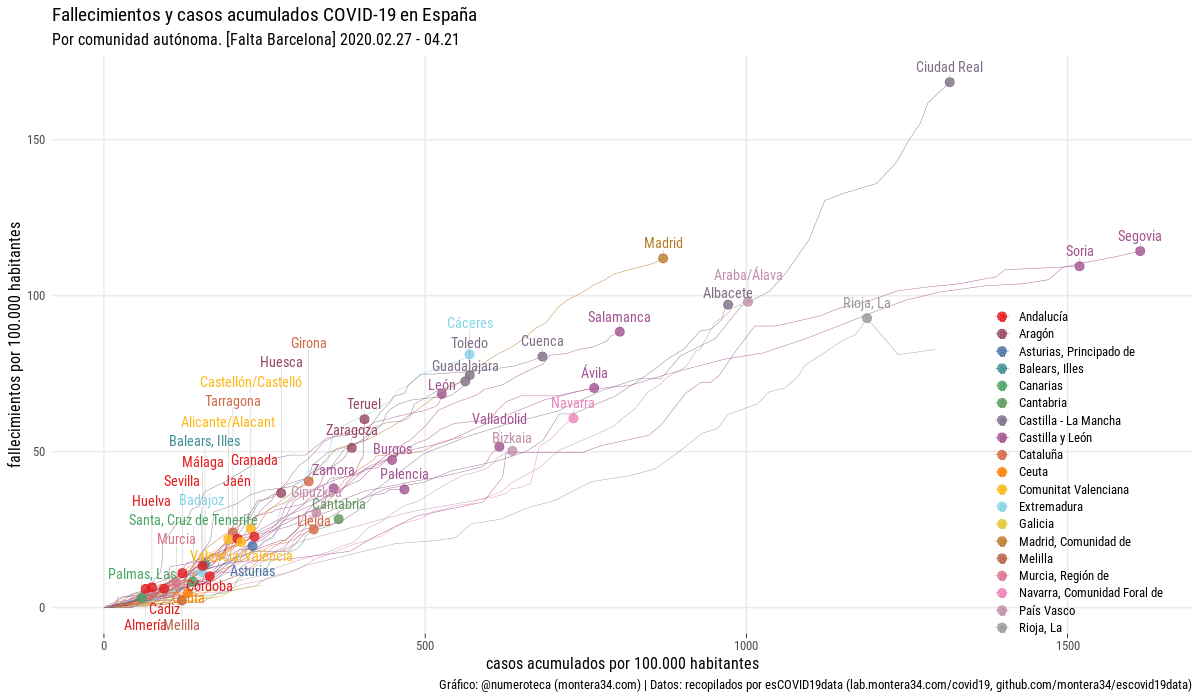 Fallecimientos y casos acumulados COVID-19 en España
Por comunidad autónoma. [Falta Barcelona] 2020.02.27 - 04.21
fallecimientos por 100.000 habitantes
150
100
50
0
Ciudad Real
Segovia
Soria
Madrid
Araba/Álava
Albacete
Rioja, La
Salamanca
Cáceres
Toledo
Cuenca
Girona
Huesca
Guadalajara
Ávila
Castellón/Castelló
León
Tarragona
Teruel
Navarra
Alicante/Alacant
Valladolid
Zaragoza
Balears, Illes
Bizkaia
Burgos
Málaga
Granada
Zamora
Palencia
Sevilla
Jaén
Gipuzkoa
Huelva
Badajoz
Cantabria
Santa, Cruz de Tenerife
Lleida
Murcia
Valencia/València
Palmas, Las
Asturias
Córdoba
Ceuta
Cádiz
Almería
Melilla
Andalucía
Aragón
Asturias, Principado de
Balears, Illes
Canarias
Cantabria
Castilla - La Mancha
Castilla y León
Cataluña
Ceuta
Comunitat Valenciana
Extremadura
Galicia
Madrid, Comunidad de
Melilla
Murcia, Región de
Navarra, Comunidad Foral de
País Vasco
Rioja, La
0
500
1000
1500
casos acumulados por 100.000 habitantes
Gráfico: @numeroteca (montera34.com) | Datos: recopilados por esCOVID19data (lab.montera34.com/covid19, github.com/montera34/escovid19data)